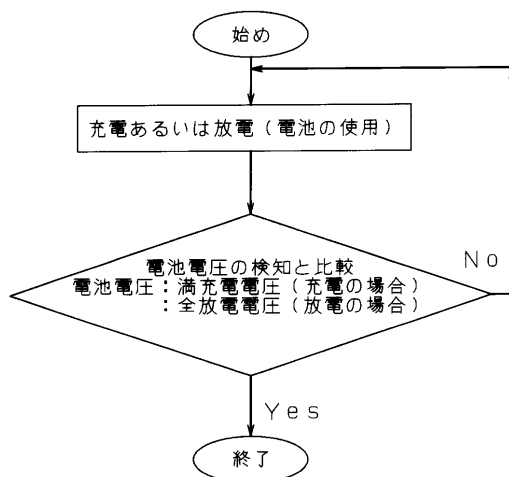 始め
充電あるいは放電(電池の使用)
電池電圧の検知と比較
電池電圧:満充電電圧(充電の場合)
:全放電電圧(放電の場合)
No
Yes
終了